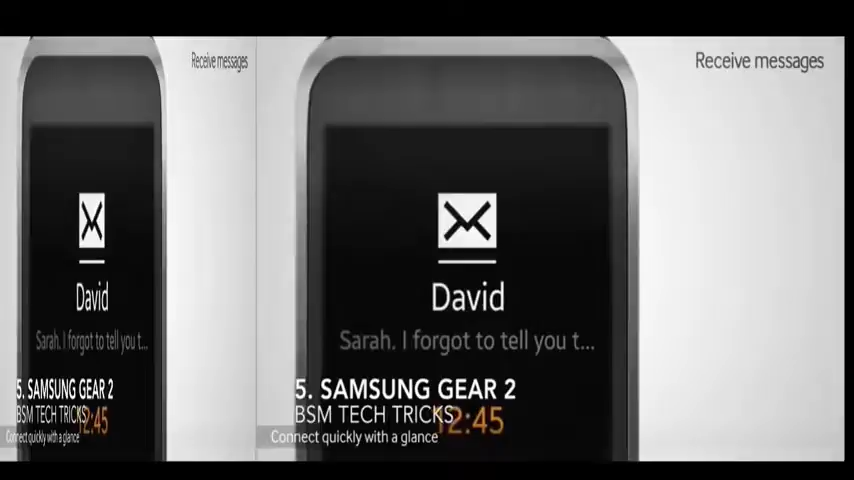 Receive messages
David
Sarah. I forgot to tell you t...
5. SAMSUNG GEAR 2
BSM TECH TRICKS
12:45
Connect quickly with a glance
Receive messages
David
Sarah. I forgot to tell you t...
5. SAMSUNG GEAR 2
BSM TECH TRICKS
12:45
Connect quickly with a glance